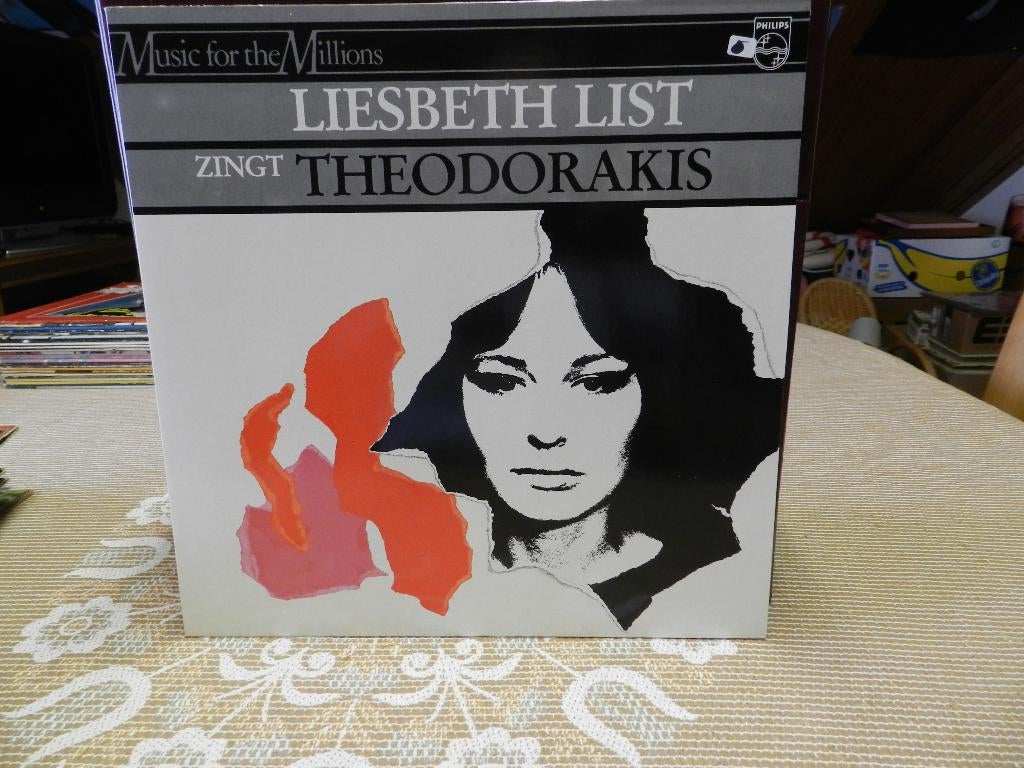 Music for the Millions
PHILIPS
LIESBETH LIST
ZINGT THEODORAKIS